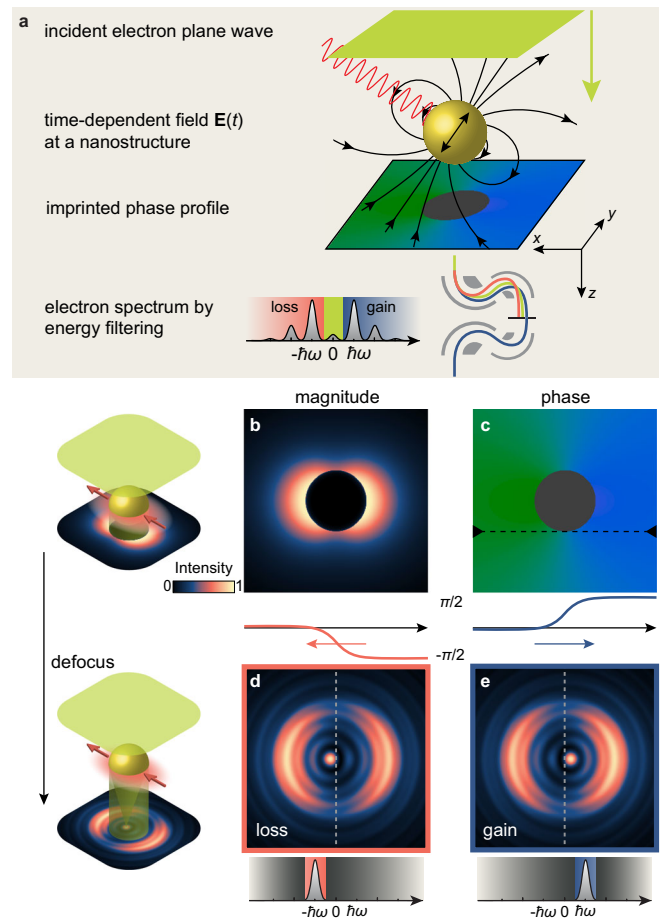 a
incident electron plane wave
time-dependent field E(t)
at a nanostructure
imprinted phase profile
x
y
z
electron spectrum by
energy filtering
loss
gain
-ħω 0 ħω
magnitude
phase
b
c
Intensity
0 1
π/2
-π/2
defocus
d
e
loss
gain
-ħω 0 ħω
-ħω 0 ħω